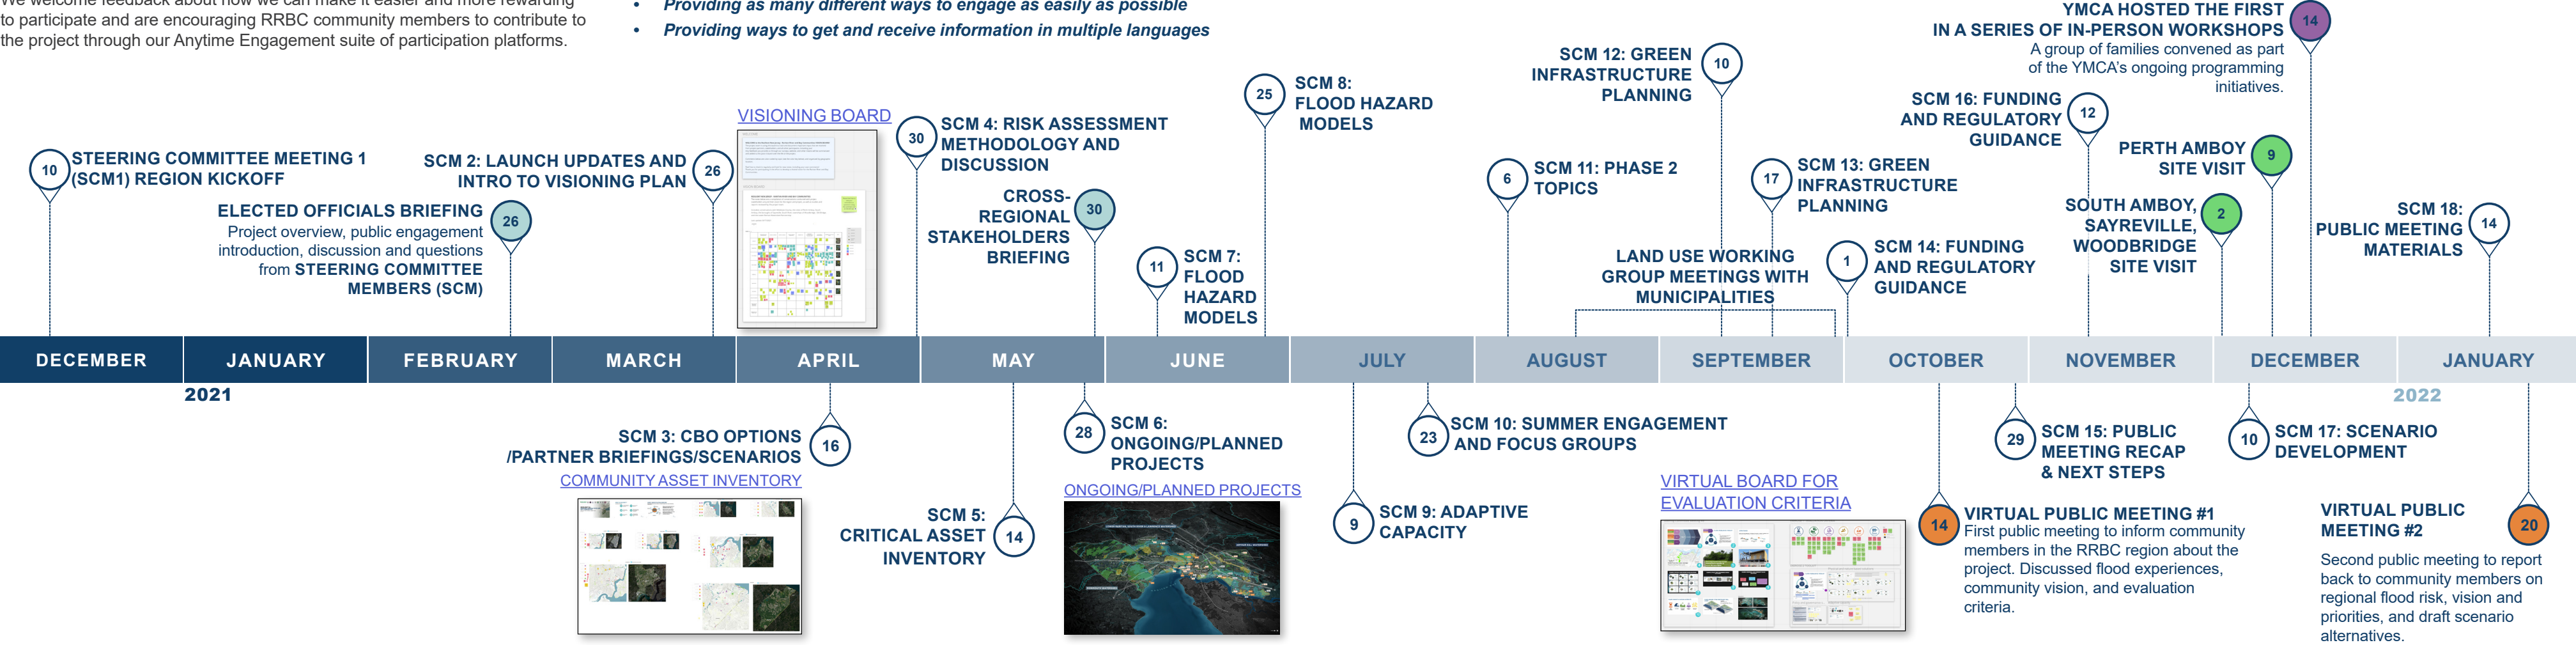 We welcome feedback about how we can make it easier and more rewarding
to participate and are encouraging RRBC community members to contribute to
the project through our Anytime Engagement suite of participation platforms.
• Providing as many different ways to engage as easily as possible
• Providing ways to get and receive information in multiple languages
10
STEERING COMMITTEE MEETING 1
(SCM1) REGION KICKOFF
ELECTED OFFICIALS BRIEFING
Project overview, public engagement
introduction, discussion and questions
from STEERING COMMITTEE
MEMBERS (SCM)
26
SCM 2: LAUNCH UPDATES AND
INTRO TO VISIONING PLAN
26
VISIONING BOARD
30
SCM 4: RISK ASSESSMENT
METHODOLOGY AND
DISCUSSION
CROSS-
REGIONAL
STAKEHOLDERS
BRIEFING
30
11
SCM 7:
FLOOD
HAZARD
MODELS
25
SCM 8:
FLOOD HAZARD
MODELS
6
SCM 11: PHASE 2
TOPICS
SCM 12: GREEN
INFRASTRUCTURE
PLANNING
10
17
SCM 13: GREEN
INFRASTRUCTURE
PLANNING
LAND USE WORKING
GROUP MEETINGS WITH
MUNICIPALITIES
1
SCM 14: FUNDING
AND REGULATORY
GUIDANCE
SCM 16: FUNDING
AND REGULATORY
GUIDANCE
12
YMCA HOSTED THE FIRST
IN A SERIES OF IN-PERSON WORKSHOPS
A group of families convened as part
of the YMCA's ongoing programming
initiatives.
14
PERTH AMBOY
SITE VISIT
9
SOUTH AMBOY,
SAYREVILLE,
WOODBRIDGE
SITE VISIT
2
SCM 18:
PUBLIC MEETING
MATERIALS
14
DECEMBER
JANUARY
FEBRUARY
MARCH
APRIL
MAY
JUNE
JULY
AUGUST
SEPTEMBER
OCTOBER
NOVEMBER
DECEMBER
JANUARY
2021
2022
SCM 3: CBO OPTIONS
/PARTNER BRIEFINGS/SCENARIOS
16
COMMUNITY ASSET INVENTORY
SCM 5:
CRITICAL ASSET
INVENTORY
14
28
SCM 6:
ONGOING/PLANNED
PROJECTS
ONGOING/PLANNED PROJECTS
9
SCM 9: ADAPTIVE
CAPACITY
23
SCM 10: SUMMER ENGAGEMENT
AND FOCUS GROUPS
VIRTUAL BOARD FOR
EVALUATION CRITERIA
14
VIRTUAL PUBLIC MEETING #1
First public meeting to inform community
members in the RRBC region about the
project. Discussed flood experiences,
community vision, and evaluation
criteria.
29
SCM 15: PUBLIC
MEETING RECAP
& NEXT STEPS
10
SCM 17: SCENARIO
DEVELOPMENT
VIRTUAL PUBLIC
MEETING #2
20
Second public meeting to report
back to community members on
regional flood risk, vision and
priorities, and draft scenario
alternatives.